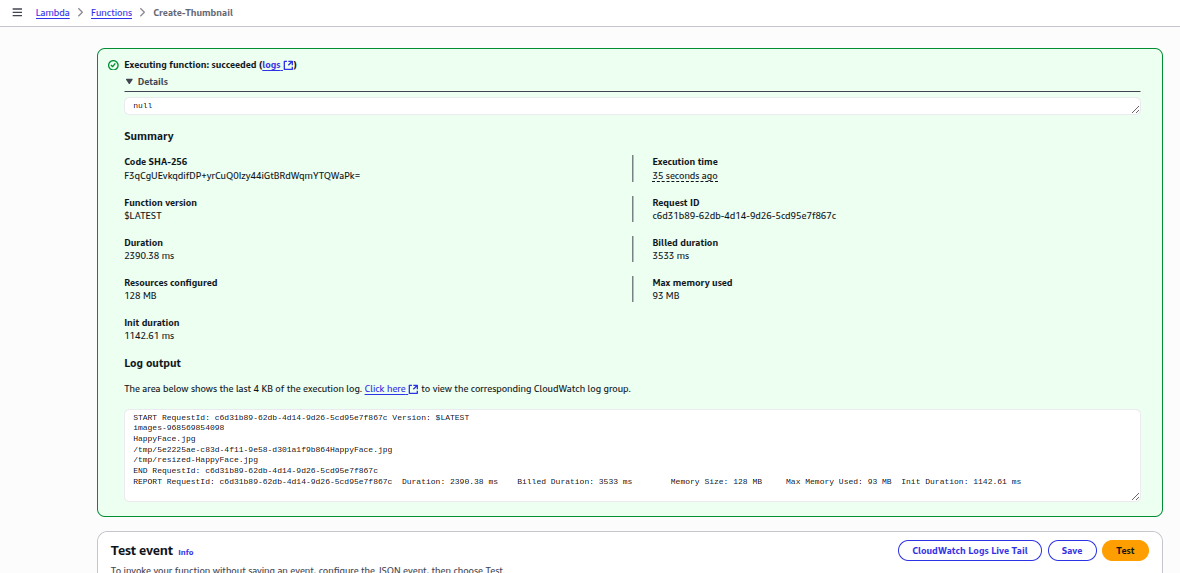 Lambda > Functions > Create-Thumbnail
Executing function: succeeded (logs)
Details
null
Summary
Code SHA-256
F3qCgUEvkqdifDP+yrCuQ0lzy44iGtBRdWqmYTQWaPk=
Execution time
35 seconds ago
Function version
$LATEST
Request ID
c6d31b89-62db-4d14-9d26-5cd95e7f867c
Duration
2390.38 ms
Billed duration
3533 ms
Resources configured
128 MB
Max memory used
93 MB
Init duration
1142.61 ms
Log output
The area below shows the last 4 KB of the execution log. Click here to view the corresponding CloudWatch log group.
START RequestId: c6d31b89-62db-4d14-9d26-5cd95e7f867c Version: $LATEST
images-968569854098
HappyFace.jpg
/tmp/5e2225ae-c83d-4f11-9e58-d301a1f9b864HappyFace.jpg
/tmp/resized-HappyFace.jpg
END RequestId: c6d31b89-62db-4d14-9d26-5cd95e7f867c
REPORT RequestId: c6d31b89-62db-4d14-9d26-5cd95e7f867c Duration: 2390.38 ms Billed Duration: 3533 ms Memory Size: 128 MB Max Memory Used: 93 MB Init Duration: 1142.61 ms
Test event Info
CloudWatch Logs Live Tail
Save
Test
To invoke your function without saving an event, configure the JSON event, then choose Test